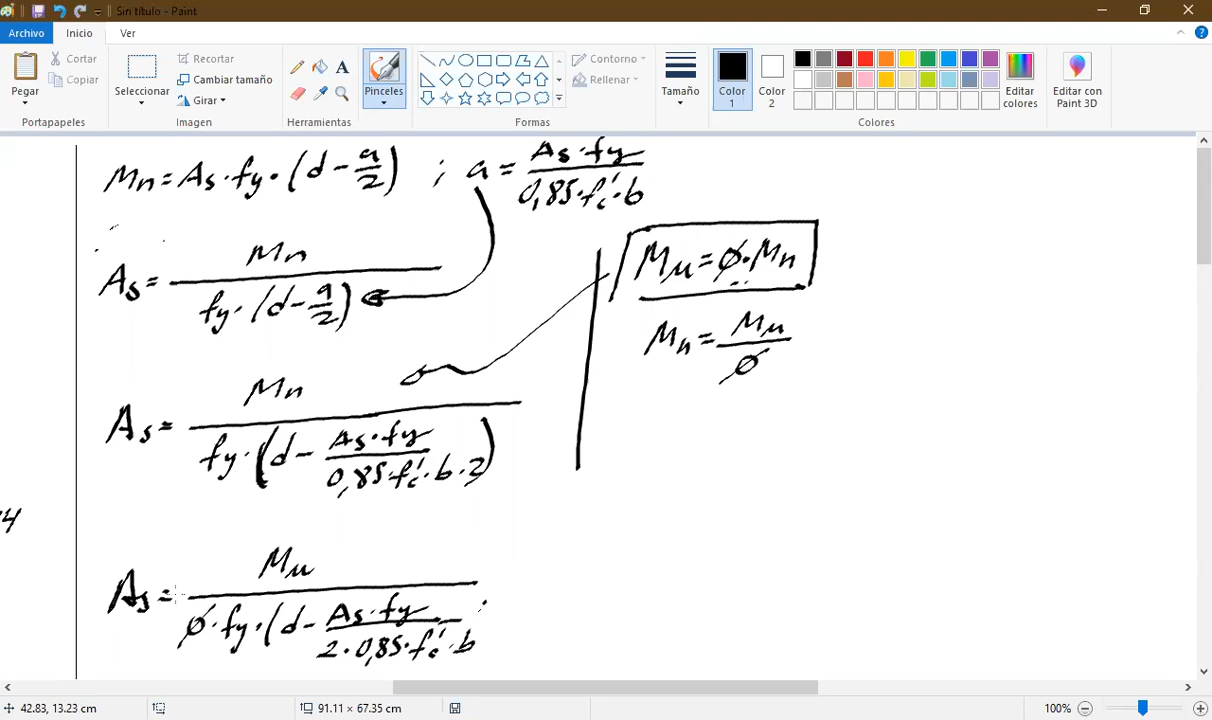 Sin título - Paint
Archivo Inicio Ver
Pegar
Cortar
Copiar
Portapapeles
Seleccionar
Recortar
Cambiar tamaño
Girar
Imagen
A
Herramientas
Pinceles
Contorno
Rellenar
Formas
Tamaño
Color 1
Color 2
Editar colores
Colores
Editar con Paint 3D
Mn = As · fy · (d - a/2) ; a = As · fy / 0,85 · f'c · b
As = Mn / fy · (d - a/2)
Mu = Ø · Mn
Mn = Mu / Ø
As = Mn / fy · (d - As · fy / 0,85 · f'c · b · 2)
As = Mu / Ø · fy · (d - As · fy / 2 · 0,85 · f'c · b
42.83, 13.23 cm
91.11 × 67.35 cm
100%